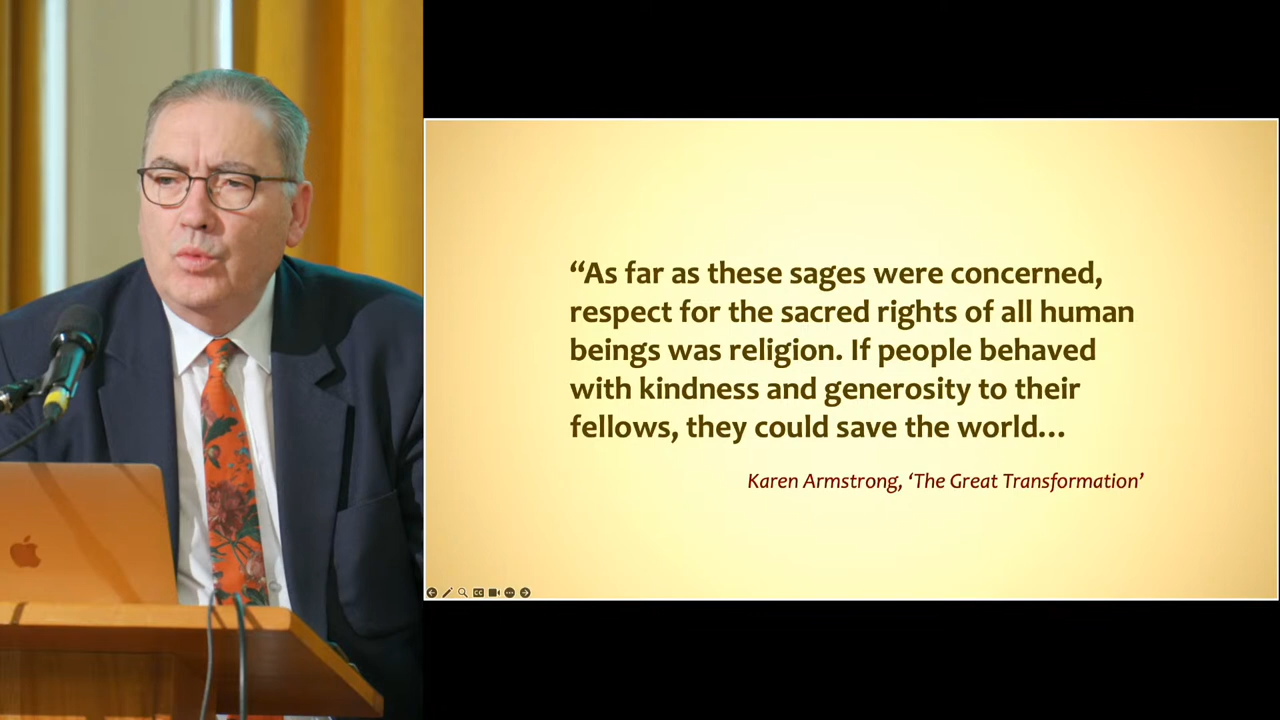 “As far as these sages were concerned,
respect for the sacred rights of all human
beings was religion. If people behaved
with kindness and generosity to their
fellows, they could save the world...
Karen Armstrong, ‘The Great Transformation’
CC